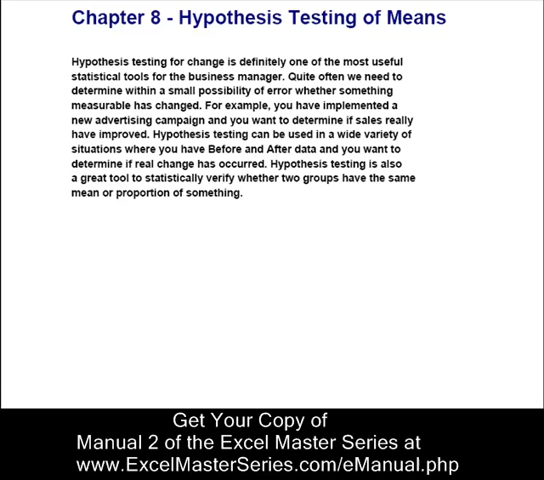 Chapter 8 - Hypothesis Testing of Means
Hypothesis testing for change is definitely one of the most useful
statistical tools for the business manager. Quite often we need to
determine within a small possibility of error whether something
measurable has changed. For example, you have implemented a
new advertising campaign and you want to determine if sales really
have improved. Hypothesis testing can be used in a wide variety of
situations where you have Before and After data and you want to
determine if real change has occurred. Hypothesis testing is also
a great tool to statistically verify whether two groups have the same
mean or proportion of something.
Get Your Copy of
Manual 2 of the Excel Master Series at
www.ExcelMasterSeries.com/eManual.php